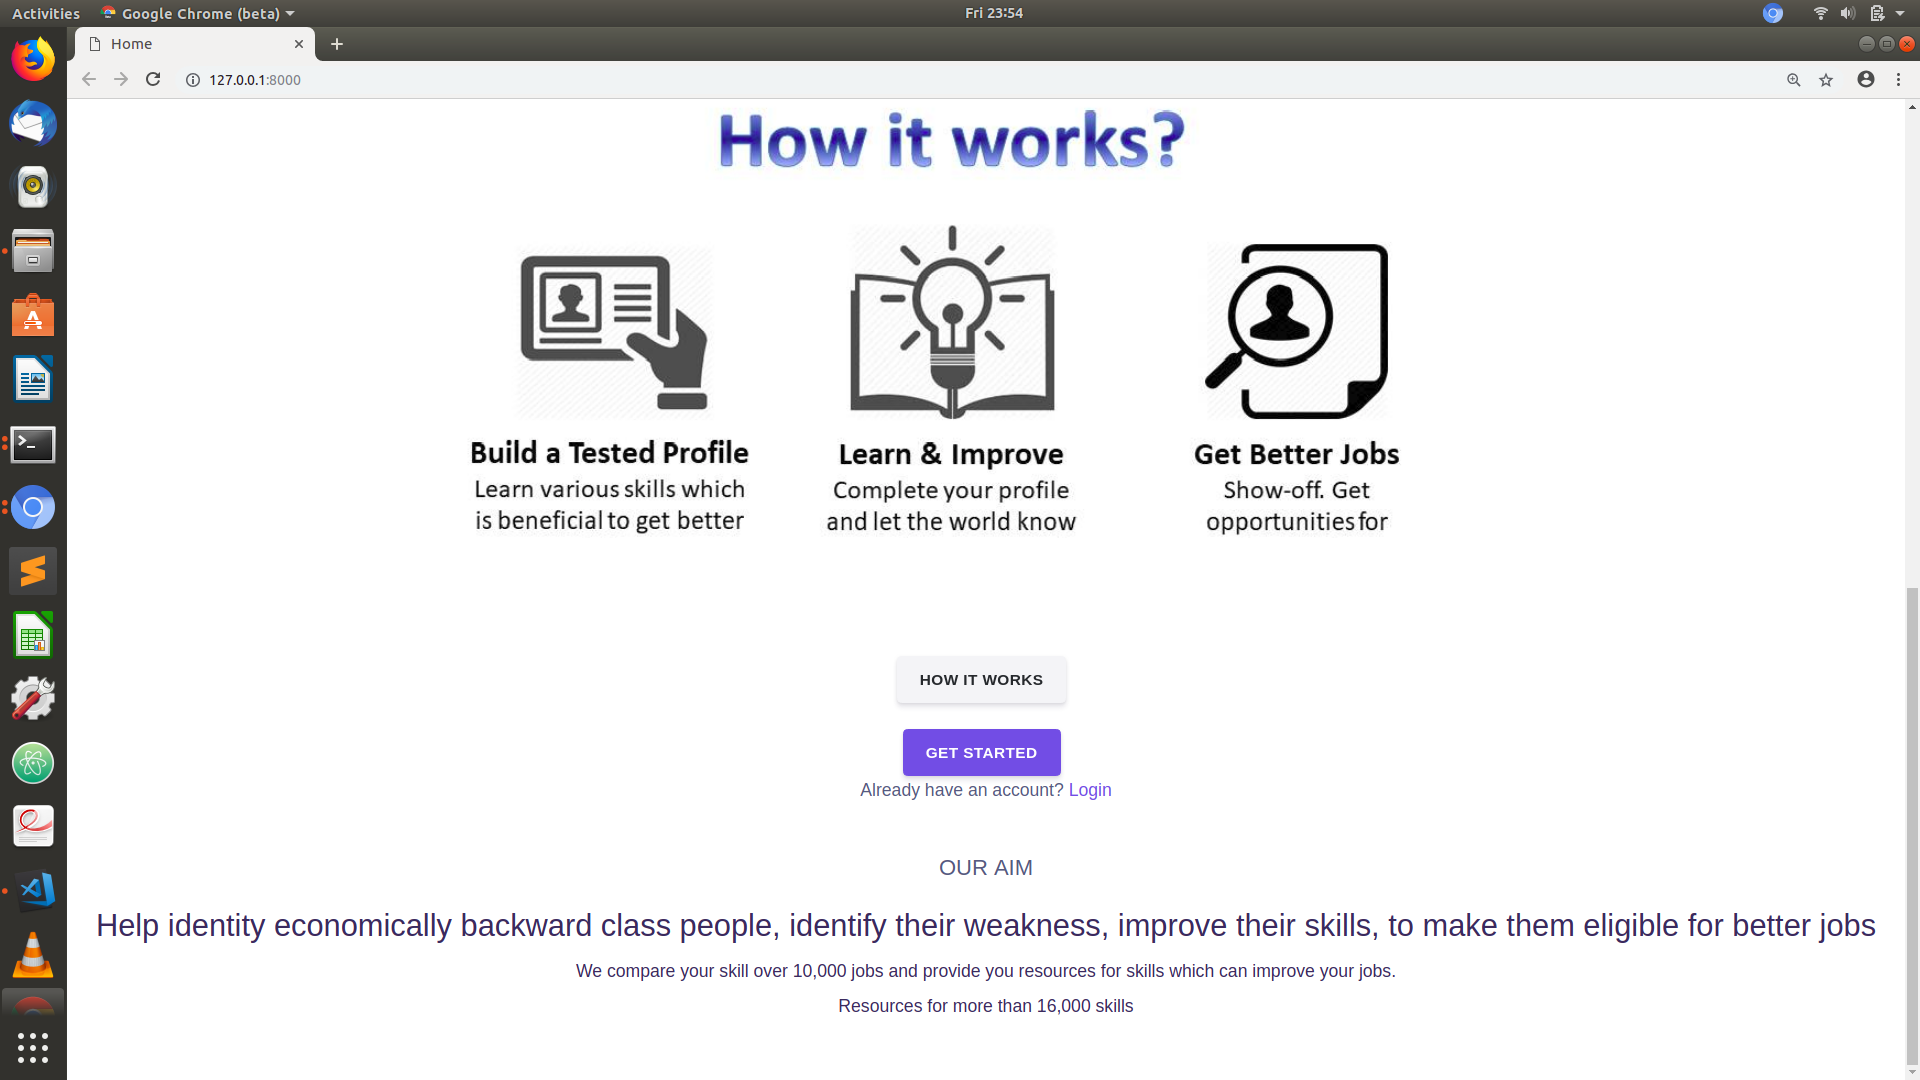 Activities
Google Chrome (beta)
Fri 23:54
Home
127.0.0.1:8000
How it works?
Build a Tested Profile
Learn various skills which
is beneficial to get better
Learn & Improve
Complete your profile
and let the world know
Get Better Jobs
Show-off. Get
opportunities for
HOW IT WORKS
GET STARTED
Already have an account? Login
OUR AIM
Help identity economically backward class people, identify their weakness, improve their skills, to make them eligible for better jobs
We compare your skill over 10,000 jobs and provide you resources for skills which can improve your jobs.
Resources for more than 16,000 skills